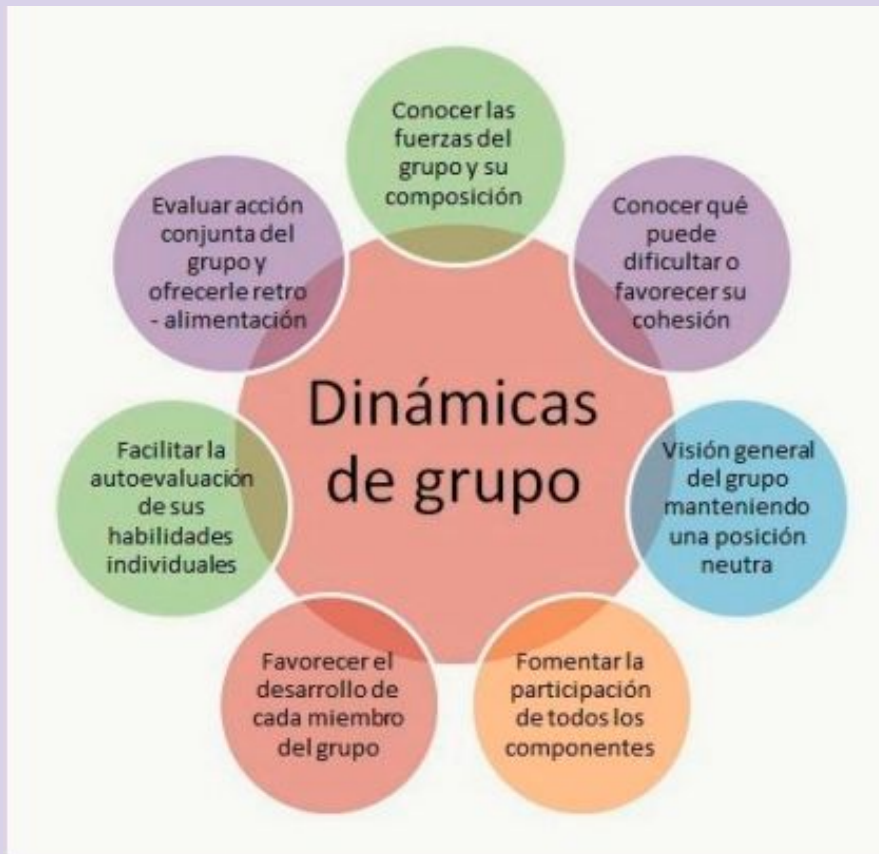 Dinámicas
de grupo
Conocer las
fuerzas del
grupo y su
composición
Conocer qué
puede
dificultar o
favorecer su
cohesión
Visión general
del grupo
manteniendo
una posición
neutra
Fomentar la
participación
de todos los
componentes
Favorecer el
desarrollo de
cada miembro
del grupo
Facilitar la
autoevaluación
de sus
habilidades
individuales
Evaluar acción
conjunta del
grupo y
ofrecerle retro
- alimentación